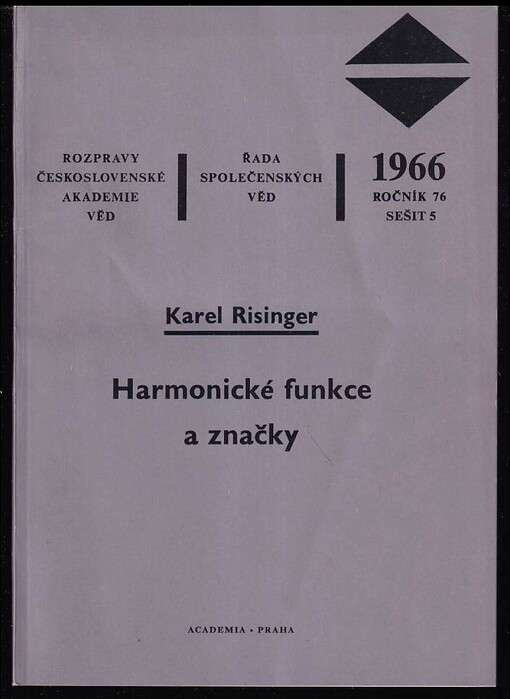 ROZPRAVY
ČESKOSLOVENSKÉ
AKADEMIE
VĚD
ŘADA
SPOLEČENSKÝCH
VĚD
1966
ROČNÍK 76
SEŠIT 5
Karel Risinger
Harmonické funkce
a značky
ACADEMIA • PRAHA